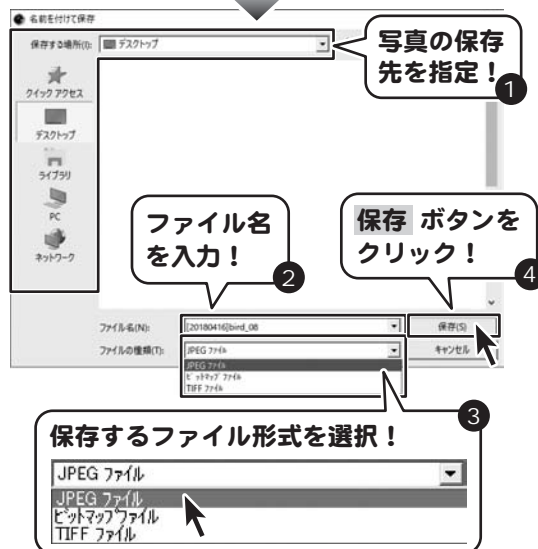 名前を付けて保存
保存する場所(I):
デスクトップ
写真の保存
先を指定！
1
クイック アクセス
デスクトップ
ライブラリ
PC
ネットワーク
ファイル名
を入力！
2
保存 ボタンを
クリック！
4
ファイル名(N):
[20180416]bird_08
保存(S)
ファイルの種類(T):
JPEG ファイル
キャンセル
JPEG ファイル
ビットマップ ファイル
TIFF ファイル
3
保存するファイル形式を選択！
JPEG ファイル
JPEG ファイル
ビットマップファイル
TIFF ファイル